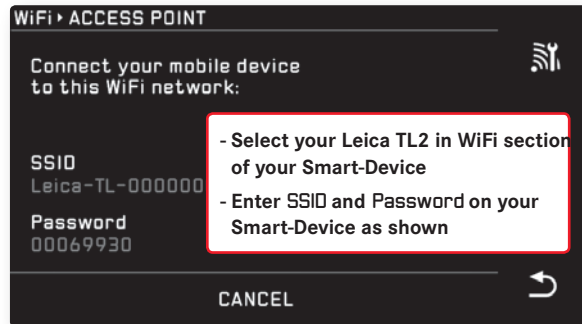 WiFi ▸ ACCESS POINT
Connect your mobile device
to this WiFi network:
- Select your Leica TL2 in WiFi section
of your Smart-Device
SSID
Leica-TL-000000
- Enter SSID and Password on your
Smart-Device as shown
Password
00069930
CANCEL